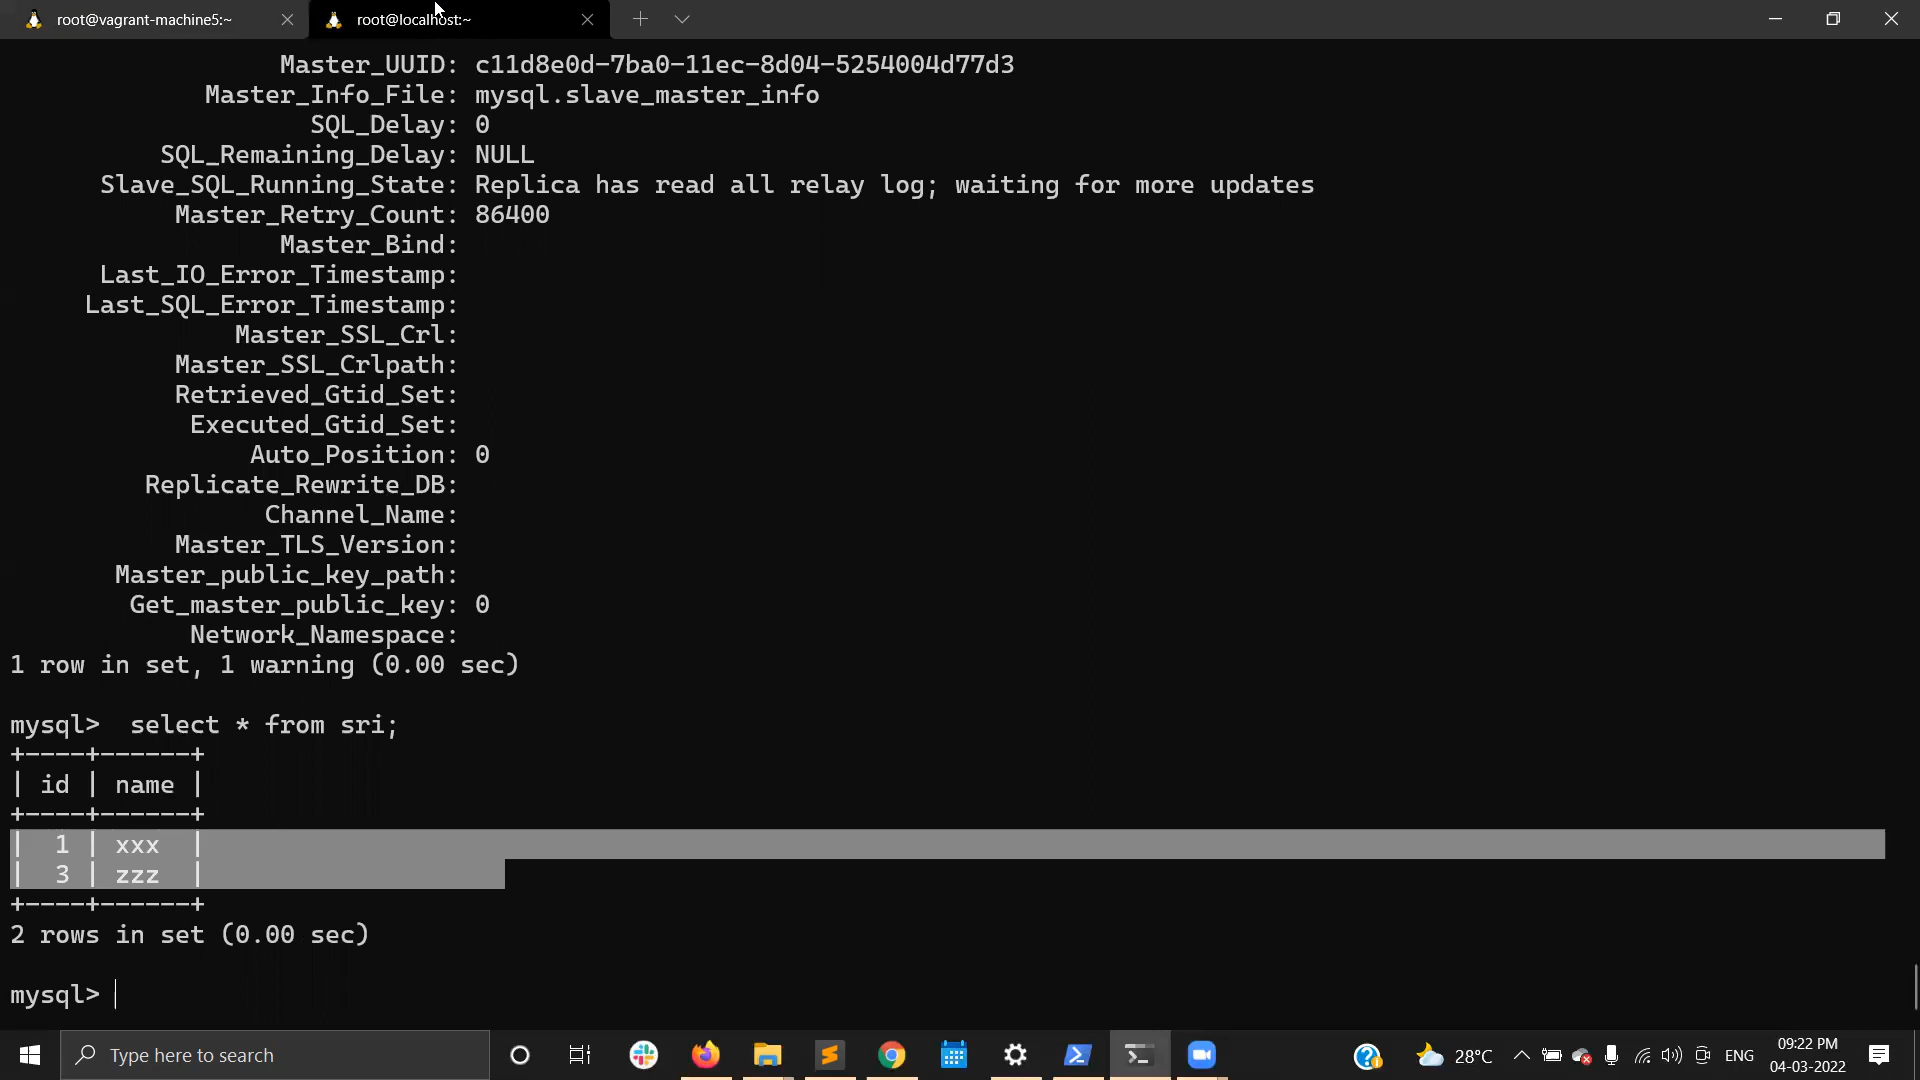 root@vagrant-machine5:~
root@localhost:~
Master_UUID: c11d8e0d-7ba0-11ec-8d04-5254004d77d3
Master_Info_File: mysql.slave_master_info
SQL_Delay: 0
SQL_Remaining_Delay: NULL
Slave_SQL_Running_State: Replica has read all relay log; waiting for more updates
Master_Retry_Count: 86400
Master_Bind:
Last_IO_Error_Timestamp:
Last_SQL_Error_Timestamp:
Master_SSL_Crl:
Master_SSL_Crlpath:
Retrieved_Gtid_Set:
Executed_Gtid_Set:
Auto_Position: 0
Replicate_Rewrite_DB:
Channel_Name:
Master_TLS_Version:
Master_public_key_path:
Get_master_public_key: 0
Network_Namespace:
1 row in set, 1 warning (0.00 sec)
mysql>  select * from sri;
+----+------+
| id | name |
+----+------+
|  1 | xxx  |
|  3 | zzz  |
+----+------+
2 rows in set (0.00 sec)
mysql>
Type here to search
28°C
ENG
09:22 PM
04-03-2022